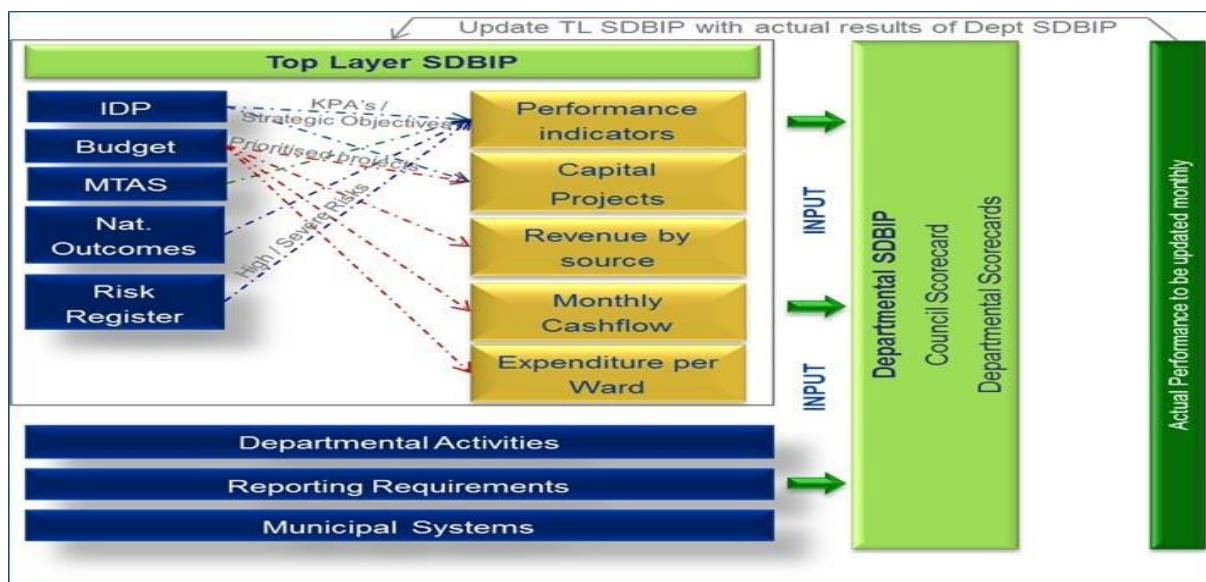 Update TL SDBIP with actual results of Dept SDBIP
Top Layer SDBIP
IDP
Budget
MTAS
Nat.
Outcomes
Risk
Register
KPA's /
Strategic Objectives
Prioritised projects
High / Severe Risks
Performance
indicators
Capital
Projects
Revenue by
source
Monthly
Cashflow
Expenditure per
Ward
INPUT
INPUT
Departmental SDBIP
Council Scorecard
Departmental Scorecards
Actual Performance to be updated monthly
Departmental Activities
Reporting Requirements
Municipal Systems